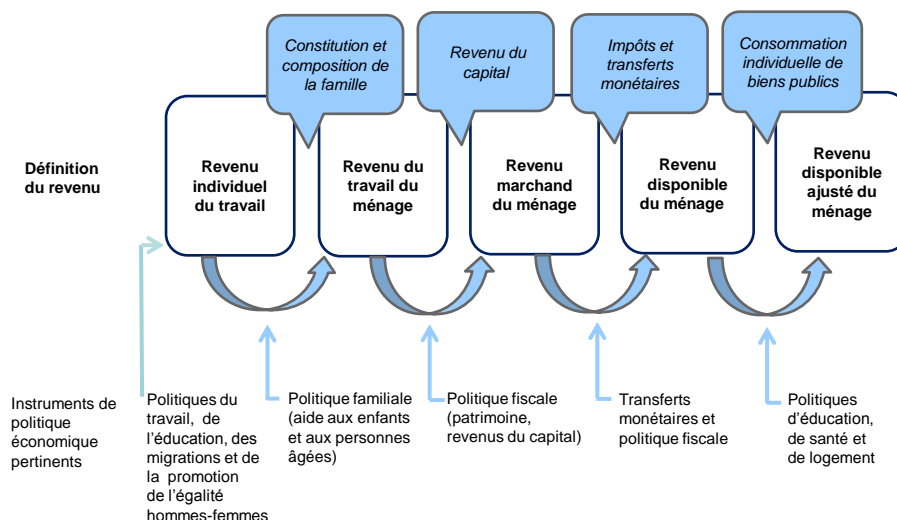 Constitution et
composition de
la famille
Revenu du
capital
Impôts et
transferts
monétaires
Consommation
individuelle de
biens publics
Définition
du revenu
Revenu
individuel
du travail
Revenu du
travail du
ménage
Revenu
marchand
du ménage
Revenu
disponible
du ménage
Revenu
disponible
ajusté du
ménage
Instruments de
politique
économique
pertinents
Politiques du
travail, de
l'éducation, des
migrations et de
la promotion
de l'égalité
hommes-femmes
Politique familiale
(aide aux enfants
et aux personnes
âgées)
Politique fiscale
(patrimoine,
revenus du capital)
Transferts
monétaires et
politique fiscale
Politiques
d'éducation,
de santé et
de logement